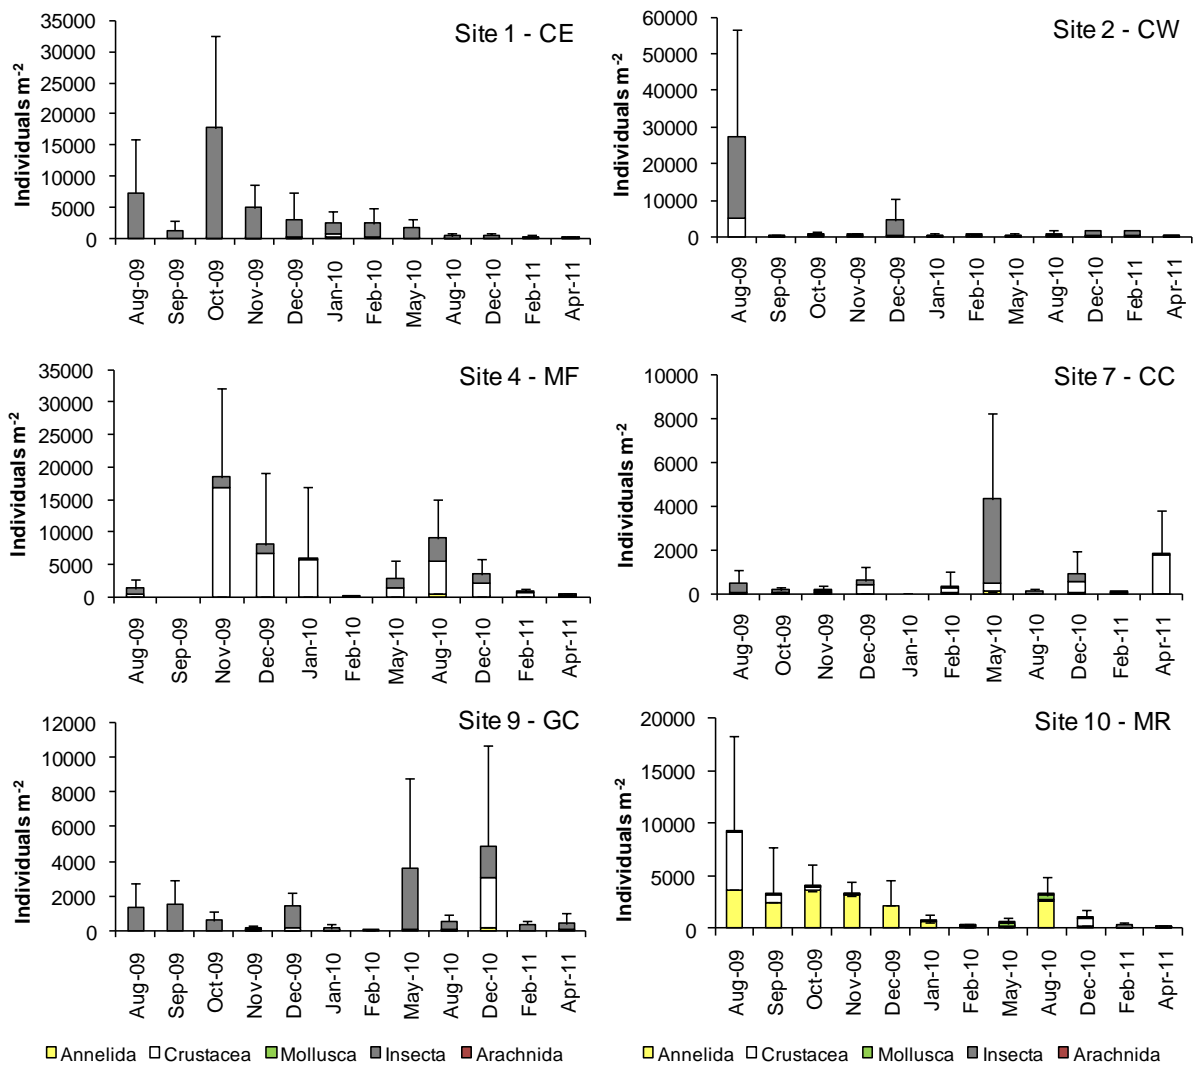 Site 1 - CE
Individuals m-2
35000
30000
25000
20000
15000
10000
5000
0
Aug-09
Sep-09
Oct-09
Nov-09
Dec-09
Jan-10
Feb-10
May-10
Aug-10
Dec-10
Feb-11
Apr-11
Site 2 - CW
Individuals m-2
60000
50000
40000
30000
20000
10000
0
Aug-09
Sep-09
Oct-09
Nov-09
Dec-09
Jan-10
Feb-10
May-10
Aug-10
Dec-10
Feb-11
Apr-11
Site 4 - MF
Individuals m-2
35000
30000
25000
20000
15000
10000
5000
0
Aug-09
Sep-09
Nov-09
Dec-09
Jan-10
Feb-10
May-10
Aug-10
Dec-10
Feb-11
Apr-11
Site 7 - CC
Individuals m-2
10000
8000
6000
4000
2000
0
Aug-09
Oct-09
Nov-09
Dec-09
Jan-10
Feb-10
May-10
Aug-10
Dec-10
Feb-11
Apr-11
Site 9 - GC
Individuals m-2
12000
10000
8000
6000
4000
2000
0
Aug-09
Sep-09
Oct-09
Nov-09
Dec-09
Jan-10
Feb-10
May-10
Aug-10
Dec-10
Feb-11
Apr-11
Site 10 - MR
Individuals m-2
20000
15000
10000
5000
0
Aug-09
Sep-09
Oct-09
Nov-09
Dec-09
Jan-10
Feb-10
May-10
Aug-10
Dec-10
Feb-11
Apr-11
Annelida Crustacea Mollusca Insecta Arachnida
Annelida Crustacea Mollusca Insecta Arachnida